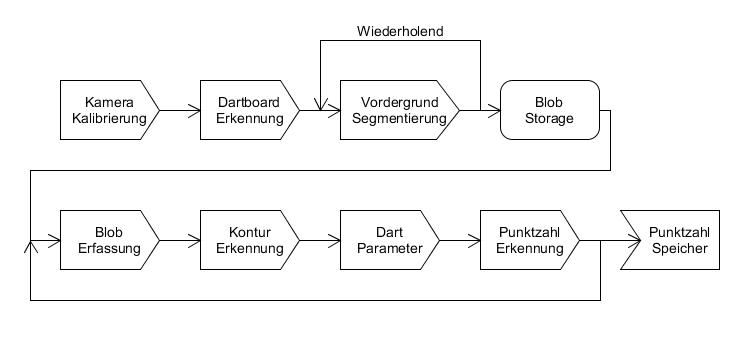 Wiederholend
Kamera
Kalibrierung
Dartboard
Erkennung
Vordergrund
Segmentierung
Blob
Storage
Blob
Erfassung
Kontur
Erkennung
Dart
Parameter
Punktzahl
Erkennung
Punktzahl
Speicher